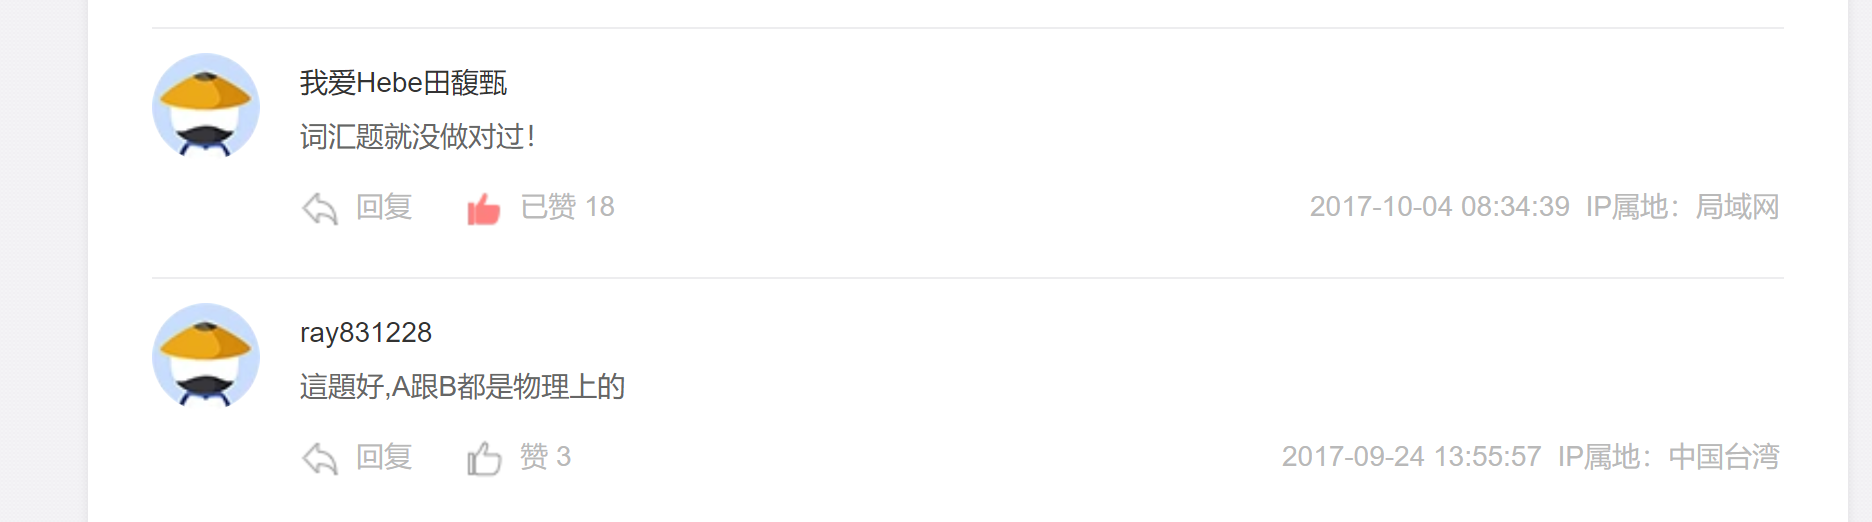 我爱Hebe田馥甄
词汇题就没做对过！
回复 已赞 18 2017-10-04 08:34:39 IP属地：局域网
ray831228
這題好,A跟B都是物理上的
回复 赞 3 2017-09-24 13:55:57 IP属地：中国台湾